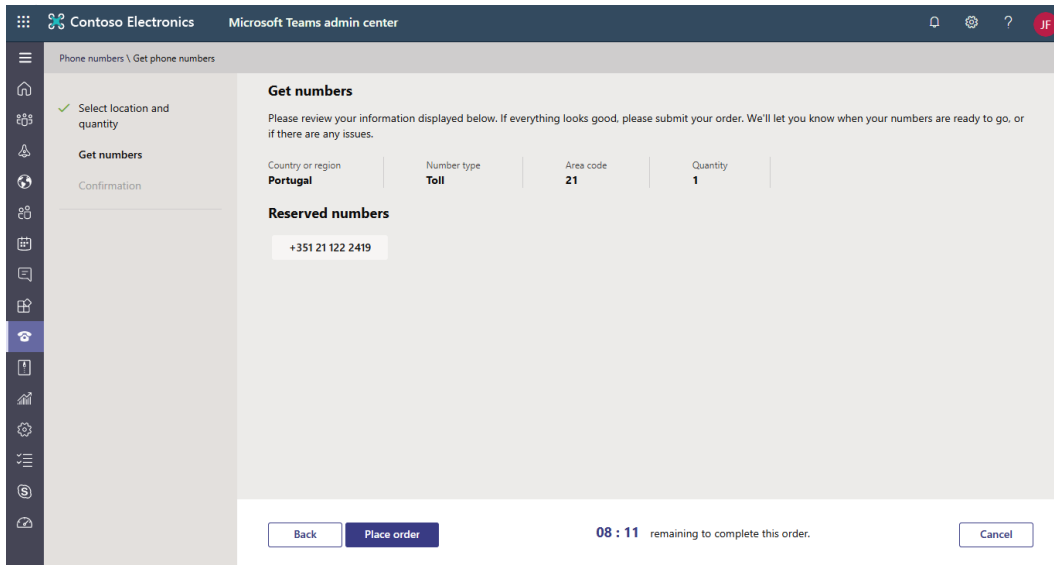 Contoso Electronics
Microsoft Teams admin center
?
JF
Phone numbers \ Get phone numbers
Select location and
quantity
Get numbers
Confirmation
Get numbers
Please review your information displayed below. If everything looks good, please submit your order. We'll let you know when your numbers are ready to go, or
if there are any issues.
Country or region
Number type
Area code
Quantity
Portugal
Toll
21
1
Reserved numbers
+351 21 122 2419
Back
Place order
08 : 11 remaining to complete this order.
Cancel